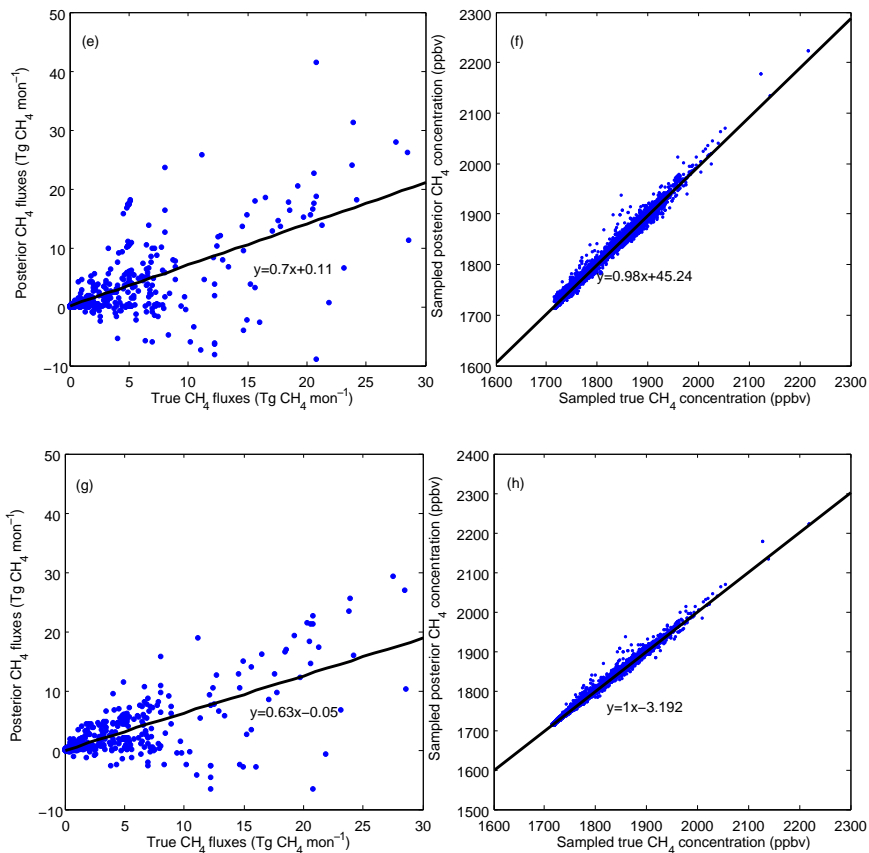 (e)
50
40
30
20
10
0
−10
Posterior CH4 fluxes (Tg CH4 mon−1)
y=0.7x+0.11
0 5 10 15 20 25 30
True CH4 fluxes (Tg CH4 mon−1)
(f)
2300
2200
2100
2000
1900
1800
1700
1600
Sampled posterior CH4 concentration (ppbv)
y=0.98x+45.24
1600 1700 1800 1900 2000 2100 2200 2300
Sampled true CH4 concentration (ppbv)
(g)
50
40
30
20
10
0
−10
Posterior CH4 fluxes (Tg CH4 mon−1)
y=0.63x−0.05
0 5 10 15 20 25 30
True CH4 fluxes (Tg CH4 mon−1)
(h)
2400
2300
2200
2100
2000
1900
1800
1700
1600
1500
Sampled posterior CH4 concentration (ppbv)
y=1x−3.192
1600 1700 1800 1900 2000 2100 2200 2300
Sampled true CH4 concentration (ppbv)